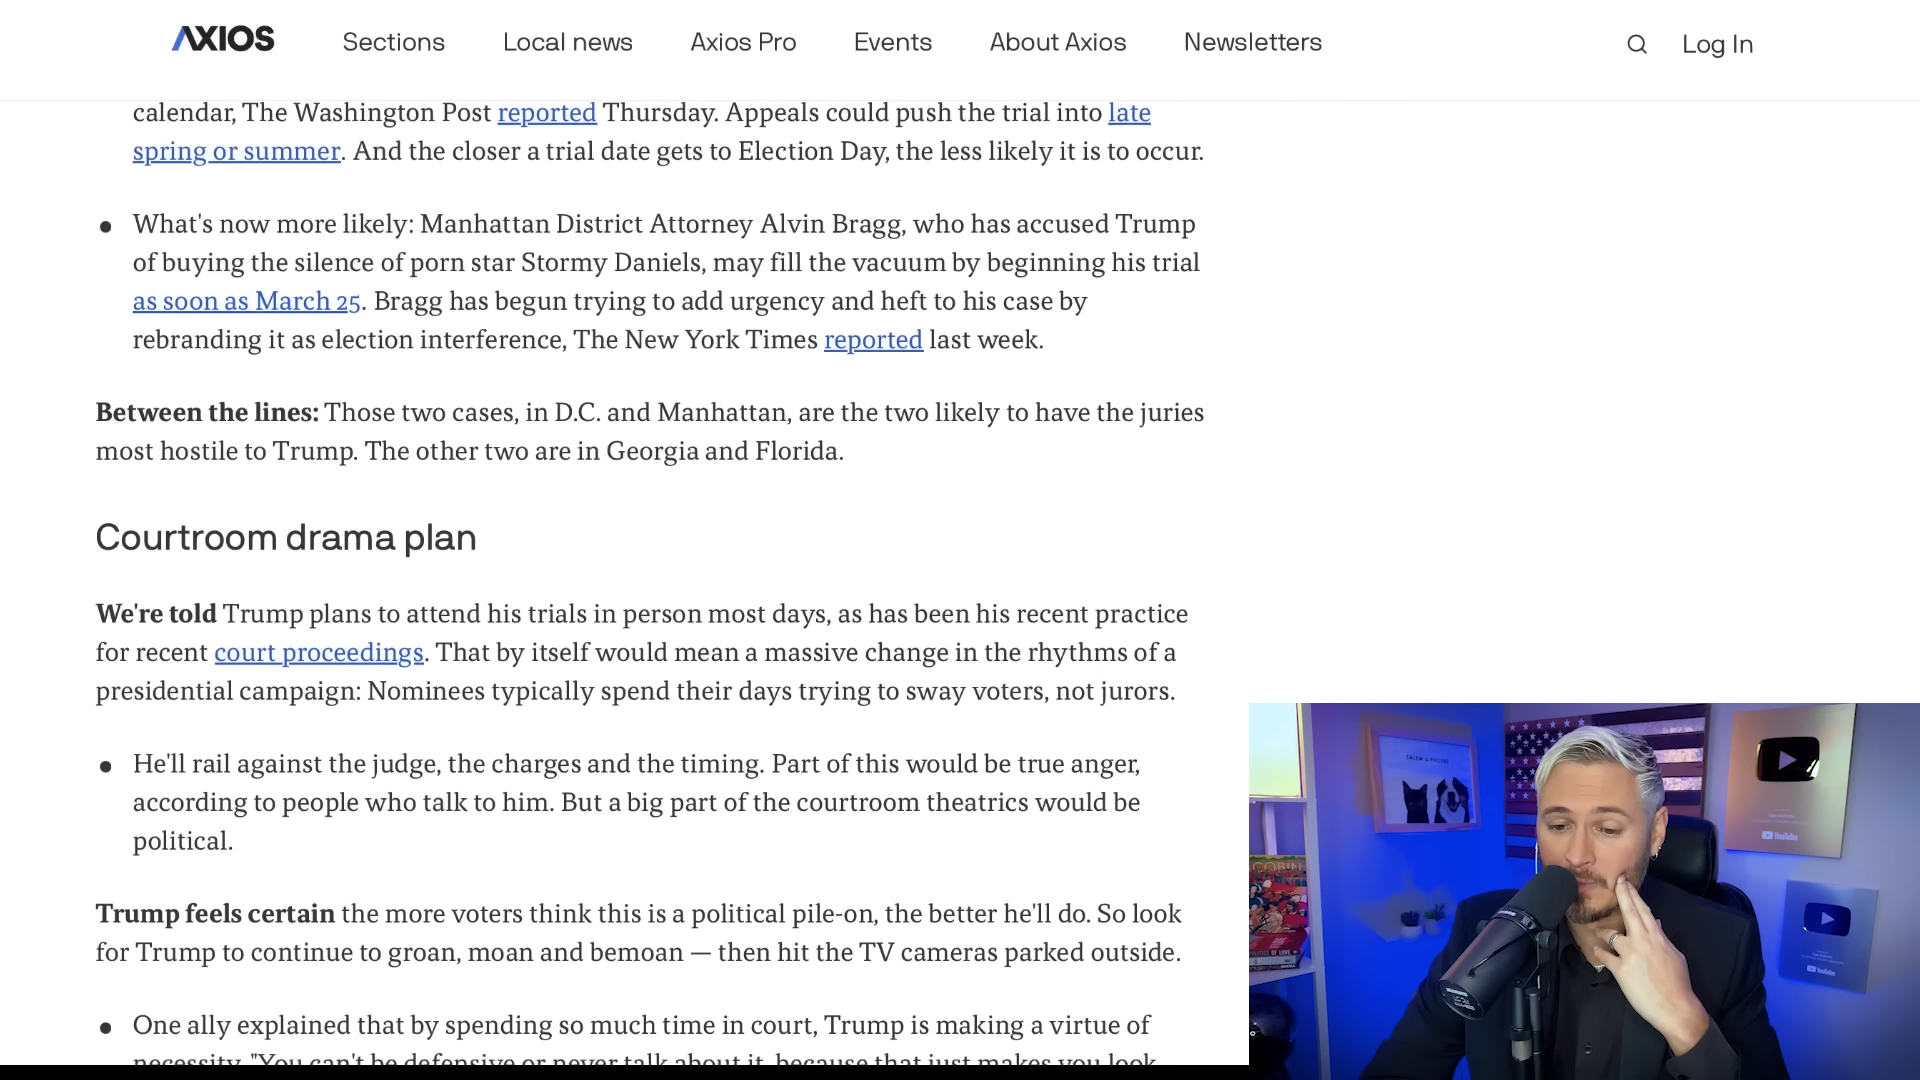 AXIOS
Sections
Local news
Axios Pro
Events
About Axios
Newsletters
Log In
calendar, The Washington Post reported Thursday. Appeals could push the trial into late
spring or summer. And the closer a trial date gets to Election Day, the less likely it is to occur.
What's now more likely: Manhattan District Attorney Alvin Bragg, who has accused Trump
of buying the silence of porn star Stormy Daniels, may fill the vacuum by beginning his trial
as soon as March 25. Bragg has begun trying to add urgency and heft to his case by
rebranding it as election interference, The New York Times reported last week.
Between the lines: Those two cases, in D.C. and Manhattan, are the two likely to have the juries
most hostile to Trump. The other two are in Georgia and Florida.
Courtroom drama plan
We're told Trump plans to attend his trials in person most days, as has been his recent practice
for recent court proceedings. That by itself would mean a massive change in the rhythms of a
presidential campaign: Nominees typically spend their days trying to sway voters, not jurors.
He'll rail against the judge, the charges and the timing. Part of this would be true anger,
according to people who talk to him. But a big part of the courtroom theatrics would be
political.
Trump feels certain the more voters think this is a political pile-on, the better he'll do. So look
for Trump to continue to groan, moan and bemoan — then hit the TV cameras parked outside.
One ally explained that by spending so much time in court, Trump is making a virtue of
necessity. "You can't be defensive or never talk about it, because that just makes you look
YouTube
YouTube